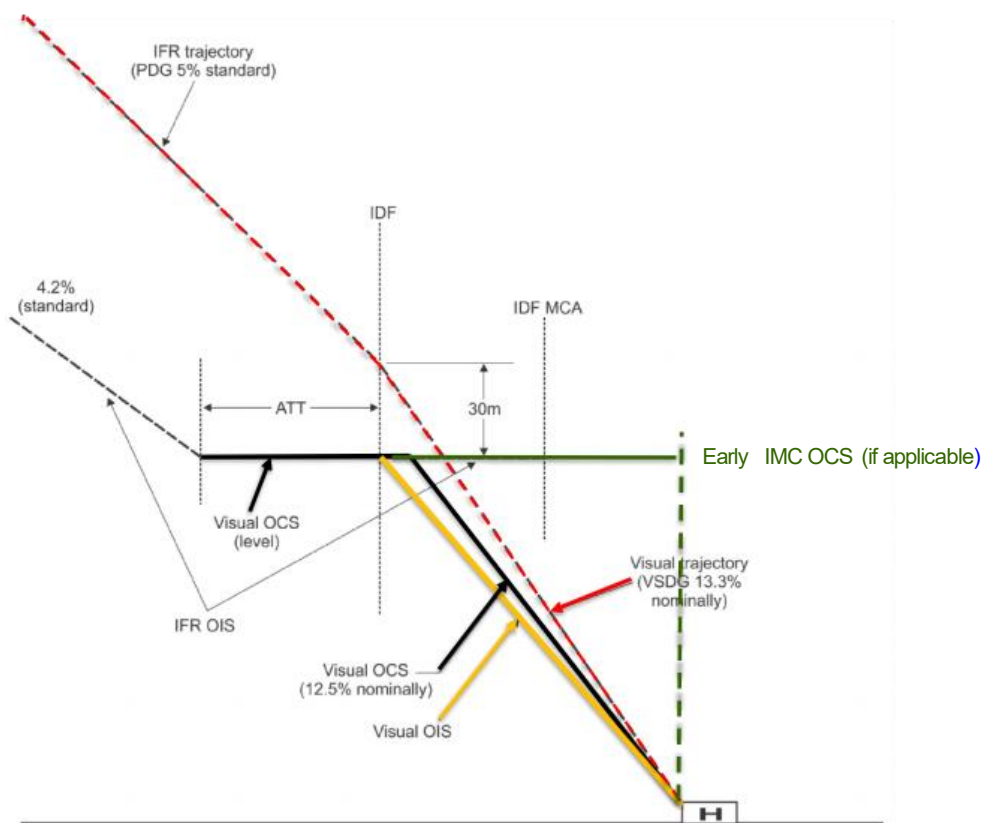 IFR trajectory
(PDG 5% standard)
IDF
4.2%
(standard)
IDF MCA
ATT
30m
Early IMC OCS (if applicable)
Visual OCS
(level)
Visual trajectory
(VSDG 13.3%
nominally)
IFR OIS
Visual OCS
(12.5% nominally)
Visual OIS
H